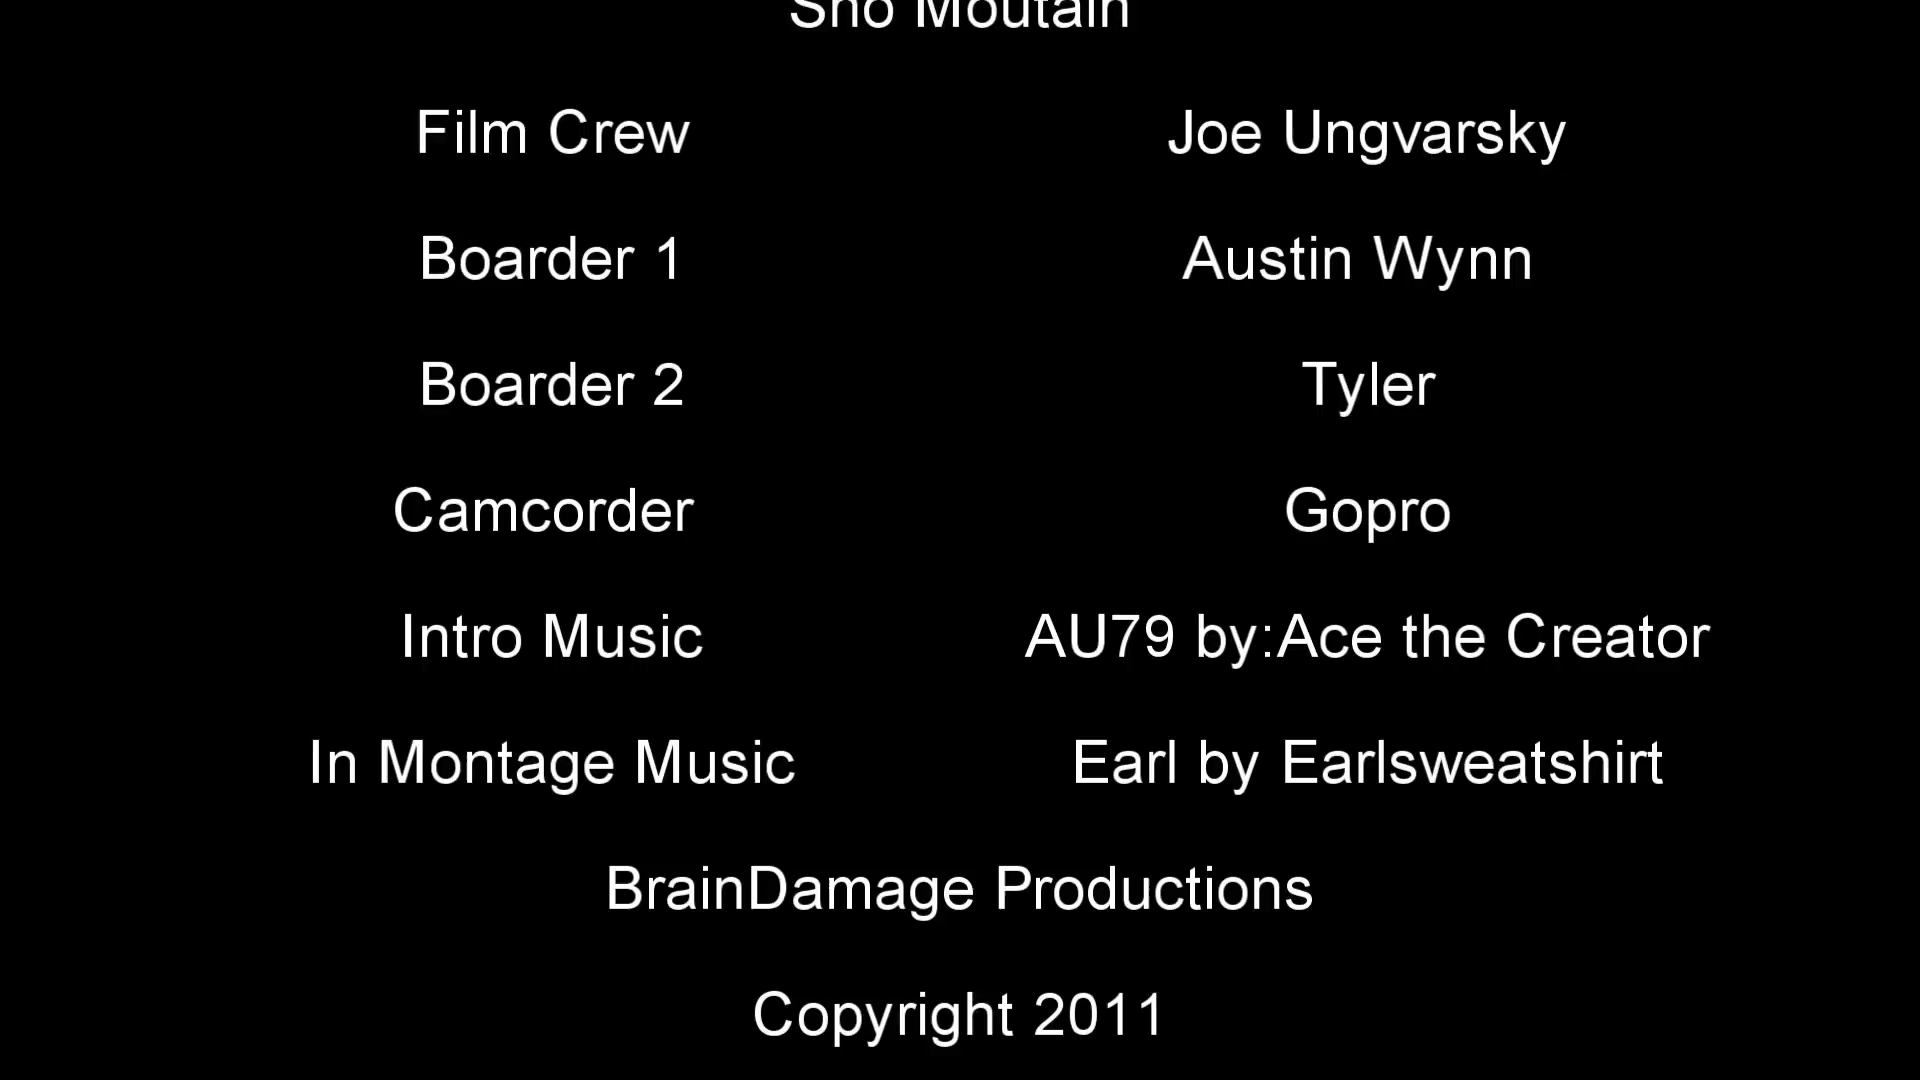 Sno Moutain
Film Crew Joe Ungvarsky
Boarder 1 Austin Wynn
Boarder 2 Tyler
Camcorder Gopro
Intro Music AU79 by:Ace the Creator
In Montage Music Earl by Earlsweatshirt
BrainDamage Productions
Copyright 2011